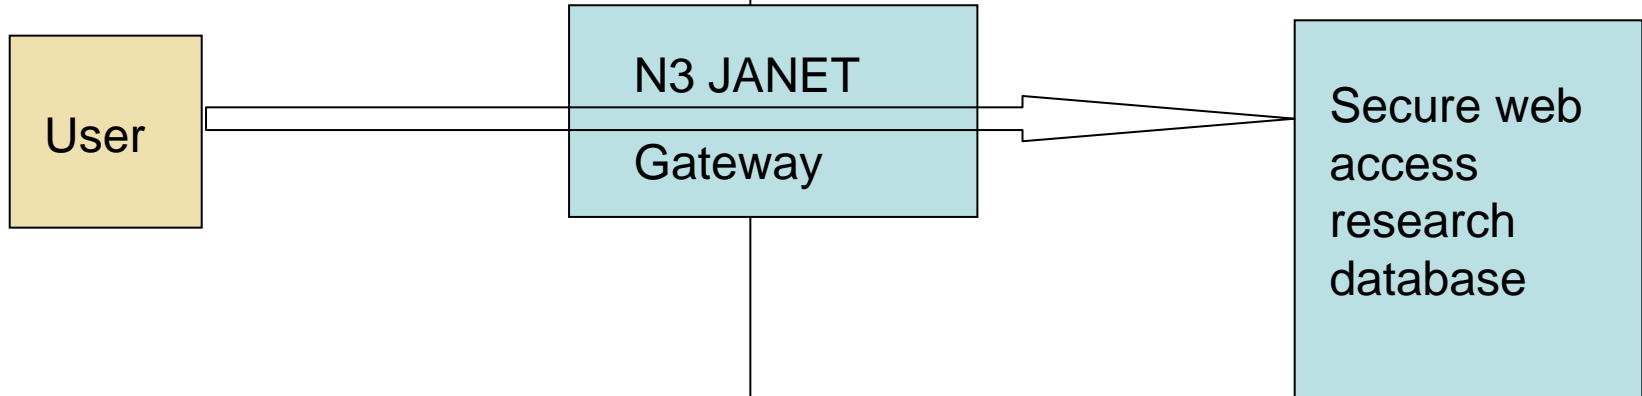 User
N3 JANET
Gateway
Secure web
access
research
database